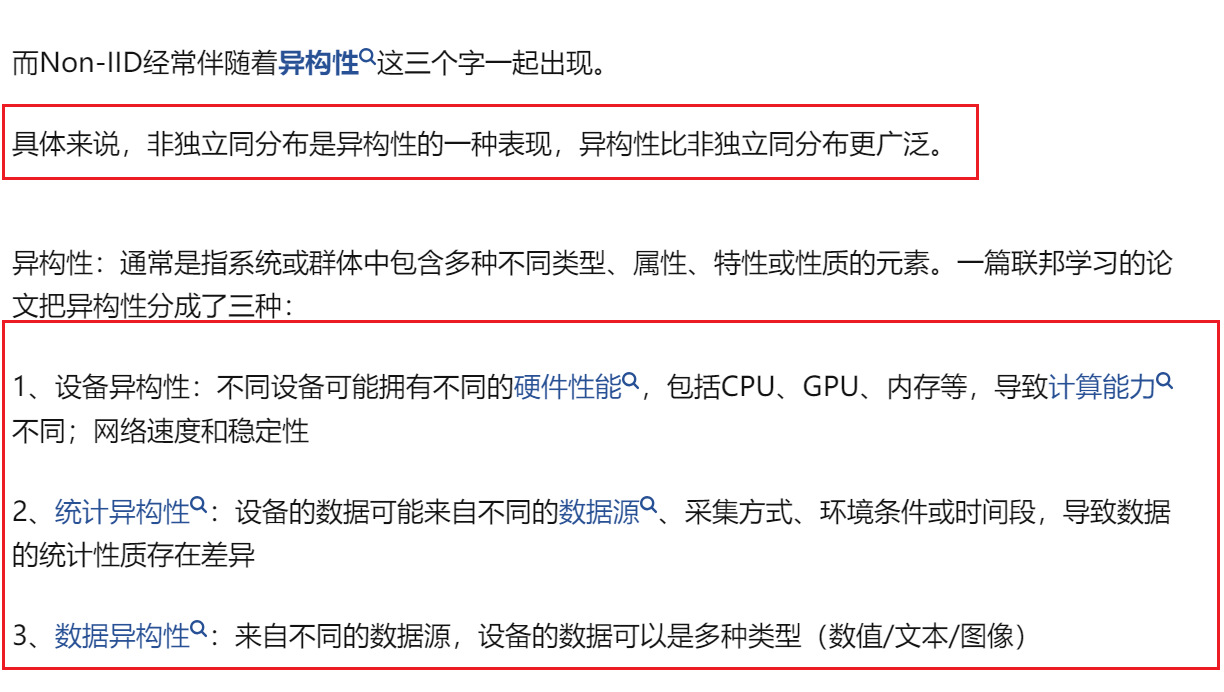 而Non-IID经常伴随着异构性这三个字一起出现。
具体来说，非独立同分布是异构性的一种表现，异构性比非独立同分布更广泛。
异构性：通常是指系统或群体中包含多种不同类型、属性、特性或性质的元素。一篇联邦学习的论
文把异构性分成了三种：
1、设备异构性：不同设备可能拥有不同的硬件性能，包括CPU、GPU、内存等，导致计算能力
不同；网络速度和稳定性
2、统计异构性：设备的数据可能来自不同的数据源、采集方式、环境条件或时间段，导致数据
的统计性质存在差异
3、数据异构性：来自不同的数据源，设备的数据可以是多种类型（数值/文本/图像）